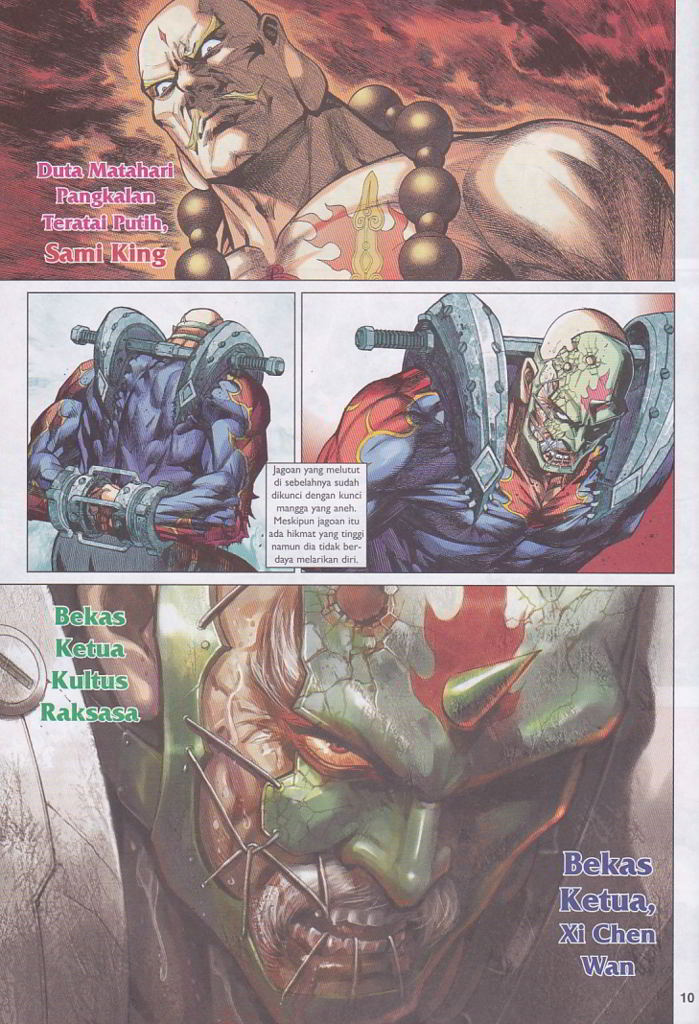 Duta Matahari
Pangkalan
Teratai Putih,
Sami King
Jagoan yang melutut
di sebelahnya sudah
dikunci dengan kunci
mangga yang aneh.
Meskipun jagoan itu
ada hikmat yang tinggi
namun dia tidak ber-
daya melarikan diri.
Bekas
Ketua
Kultus
Raksasa
Bekas
Ketua,
Xi Chen
Wan
10